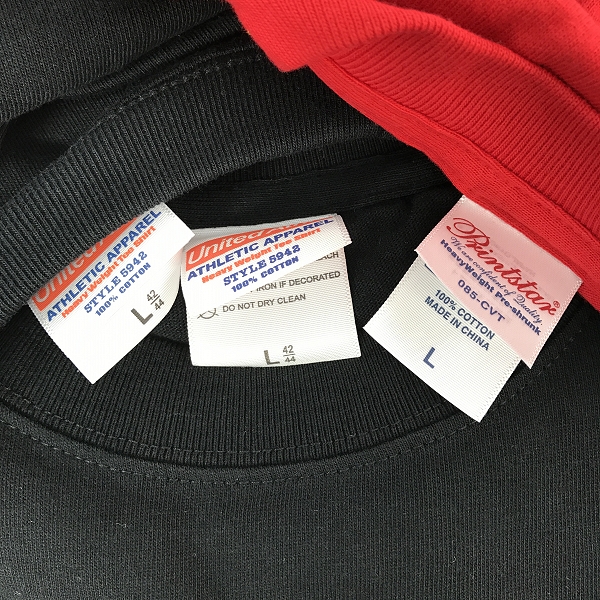 United
ATHLETIC APPAREL
Heavy Weight Tee Shirt
STYLE 5942
100% COTTON
L 42/44
United
ATHLETIC APPAREL
Heavy Weight Tee Shirt
STYLE 5942
100% COTTON
IRON IF DECORATED
DO NOT DRY CLEAN
L 42/44
Printstar
We are confident of Quality
HeavyWeight Pre-shrunk
085-CVT
100% COTTON
MADE IN CHINA
L